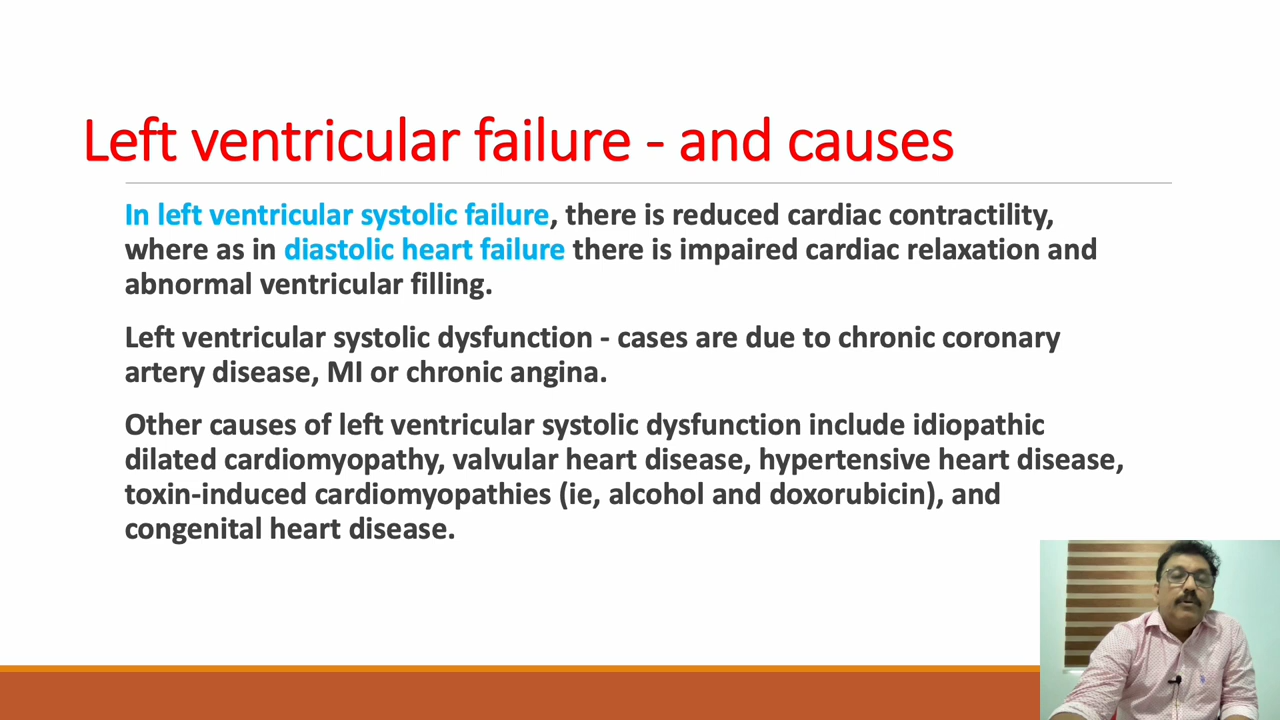 Left ventricular failure - and causes
In left ventricular systolic failure, there is reduced cardiac contractility,
where as in diastolic heart failure there is impaired cardiac relaxation and
abnormal ventricular filling.
Left ventricular systolic dysfunction - cases are due to chronic coronary
artery disease, MI or chronic angina.
Other causes of left ventricular systolic dysfunction include idiopathic
dilated cardiomyopathy, valvular heart disease, hypertensive heart disease,
toxin-induced cardiomyopathies (ie, alcohol and doxorubicin), and
congenital heart disease.